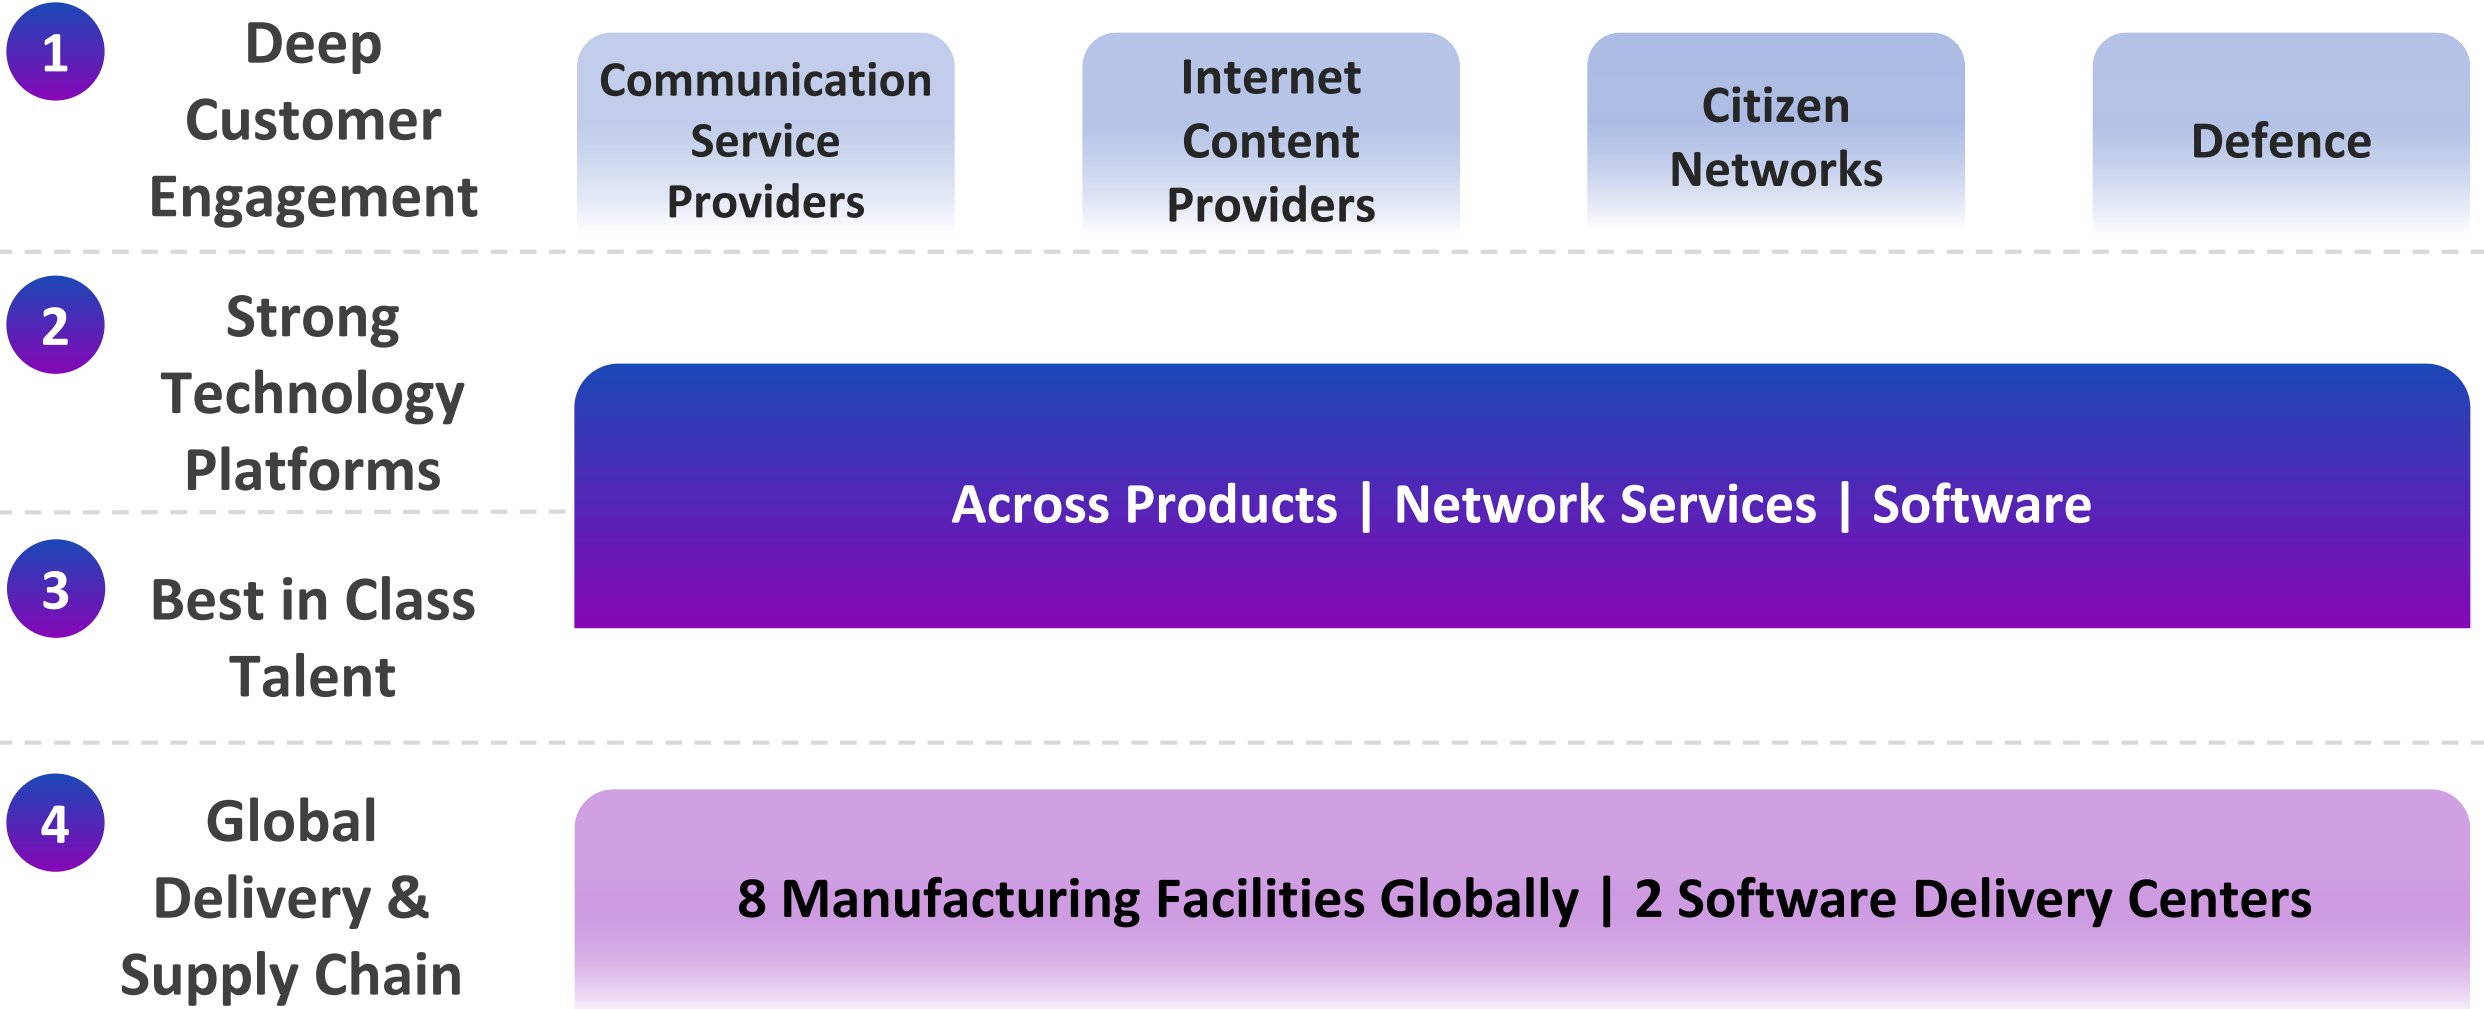 1
Deep
Customer
Engagement
Communication
Service
Providers
Internet
Content
Providers
Citizen
Networks
Defence
2
Strong
Technology
Platforms
Across Products | Network Services | Software
3
Best in Class
Talent
4
Global
Delivery &
Supply Chain
8 Manufacturing Facilities Globally | 2 Software Delivery Centers